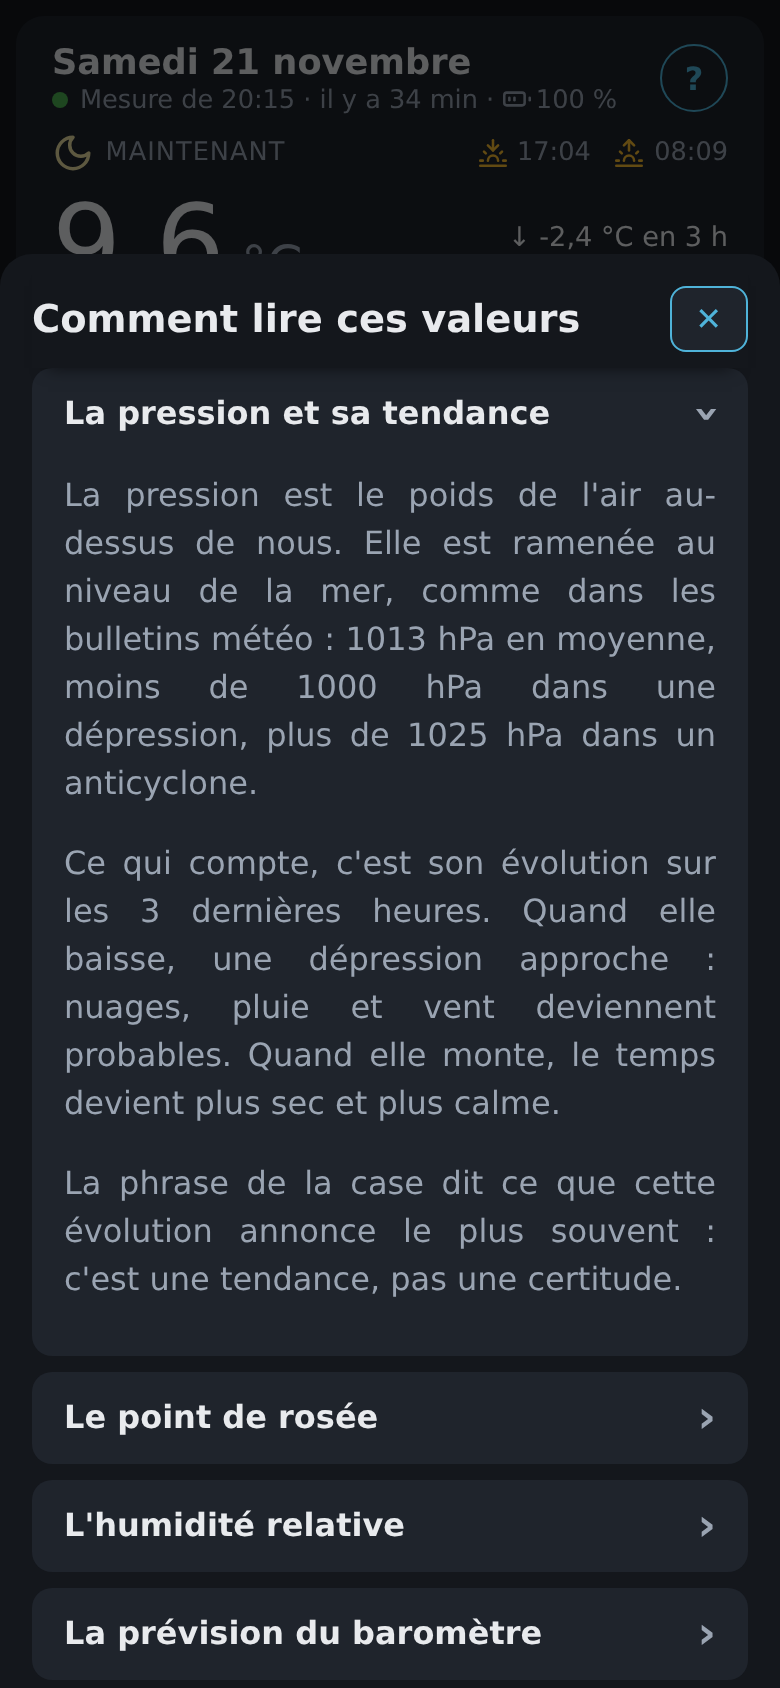 Samedi 21 novembre
?
Mesure de 20:15 · il y a 34 min · 100 %
MAINTENANT
17:04
08:09
9,6 °C
↓ -2,4 °C en 3 h
Comment lire ces valeurs
✕
La pression et sa tendance
La pression est le poids de l'air au-
dessus de nous. Elle est ramenée au
niveau de la mer, comme dans les
bulletins météo : 1013 hPa en moyenne,
moins de 1000 hPa dans une
dépression, plus de 1025 hPa dans un
anticyclone.
Ce qui compte, c'est son évolution sur
les 3 dernières heures. Quand elle
baisse, une dépression approche :
nuages, pluie et vent deviennent
probables. Quand elle monte, le temps
devient plus sec et plus calme.
La phrase de la case dit ce que cette
évolution annonce le plus souvent :
c'est une tendance, pas une certitude.
Le point de rosée
L'humidité relative
La prévision du baromètre